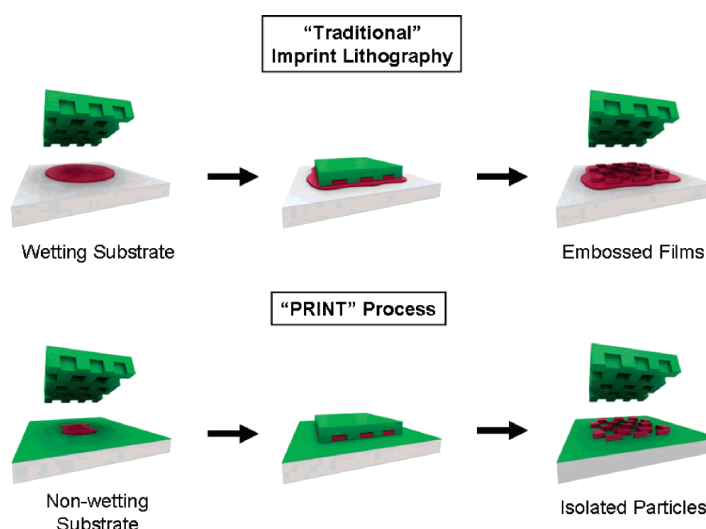 “Traditional”
Imprint Lithography
Wetting Substrate
Embossed Films
“PRINT” Process
Non-wetting
Substrate
Isolated Particles